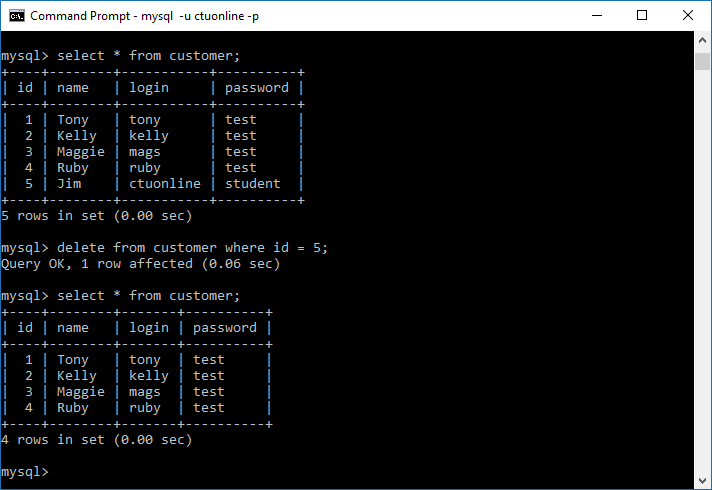 Command Prompt - mysql  -u ctuonline -p
mysql> select * from customer;
+----+--------+-----------+----------+
| id | name   | login     | password |
+----+--------+-----------+----------+
|  1 | Tony   | tony      | test     |
|  2 | Kelly  | kelly     | test     |
|  3 | Maggie | mags      | test     |
|  4 | Ruby   | ruby      | test     |
|  5 | Jim    | ctuonline | student  |
+----+--------+-----------+----------+
5 rows in set (0.00 sec)
mysql> delete from customer where id = 5;
Query OK, 1 row affected (0.06 sec)
mysql> select * from customer;
+----+--------+-------+----------+
| id | name   | login | password |
+----+--------+-------+----------+
|  1 | Tony   | tony  | test     |
|  2 | Kelly  | kelly | test     |
|  3 | Maggie | mags  | test     |
|  4 | Ruby   | ruby  | test     |
+----+--------+-------+----------+
4 rows in set (0.00 sec)
mysql>